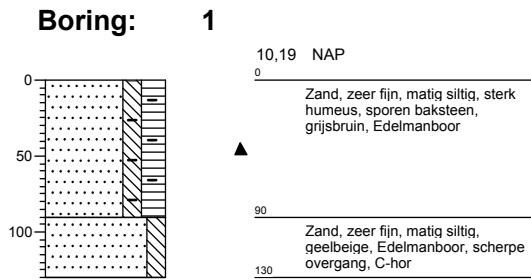 Boring: 1
10,19 NAP
0
0
Zand, zeer fijn, matig siltig, sterk
humeus, sporen baksteen,
grijsbruin, Edelmanboor
50
90
100
Zand, zeer fijn, matig siltig,
geelbeige, Edelmanboor, scherpe
overgang, C-hor
130